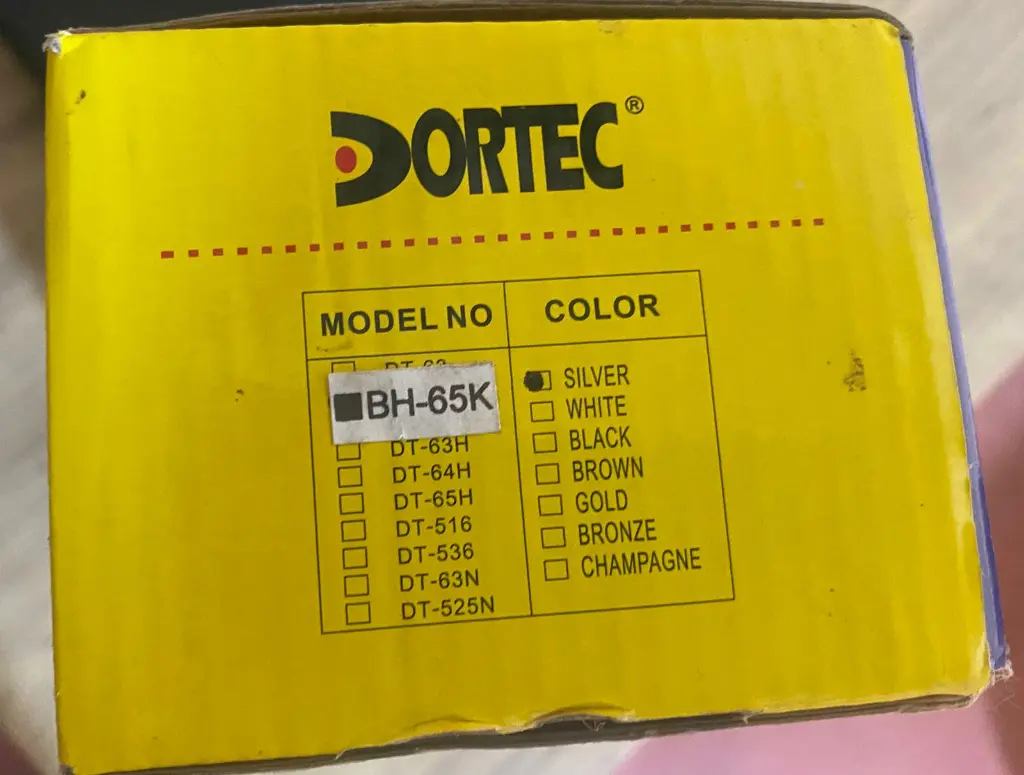 DORTEC®
MODEL NO COLOR
BH-65K
DT-63H
DT-64H
DT-65H
DT-516
DT-536
DT-63N
DT-525N
SILVER
WHITE
BLACK
BROWN
GOLD
BRONZE
CHAMPAGNE